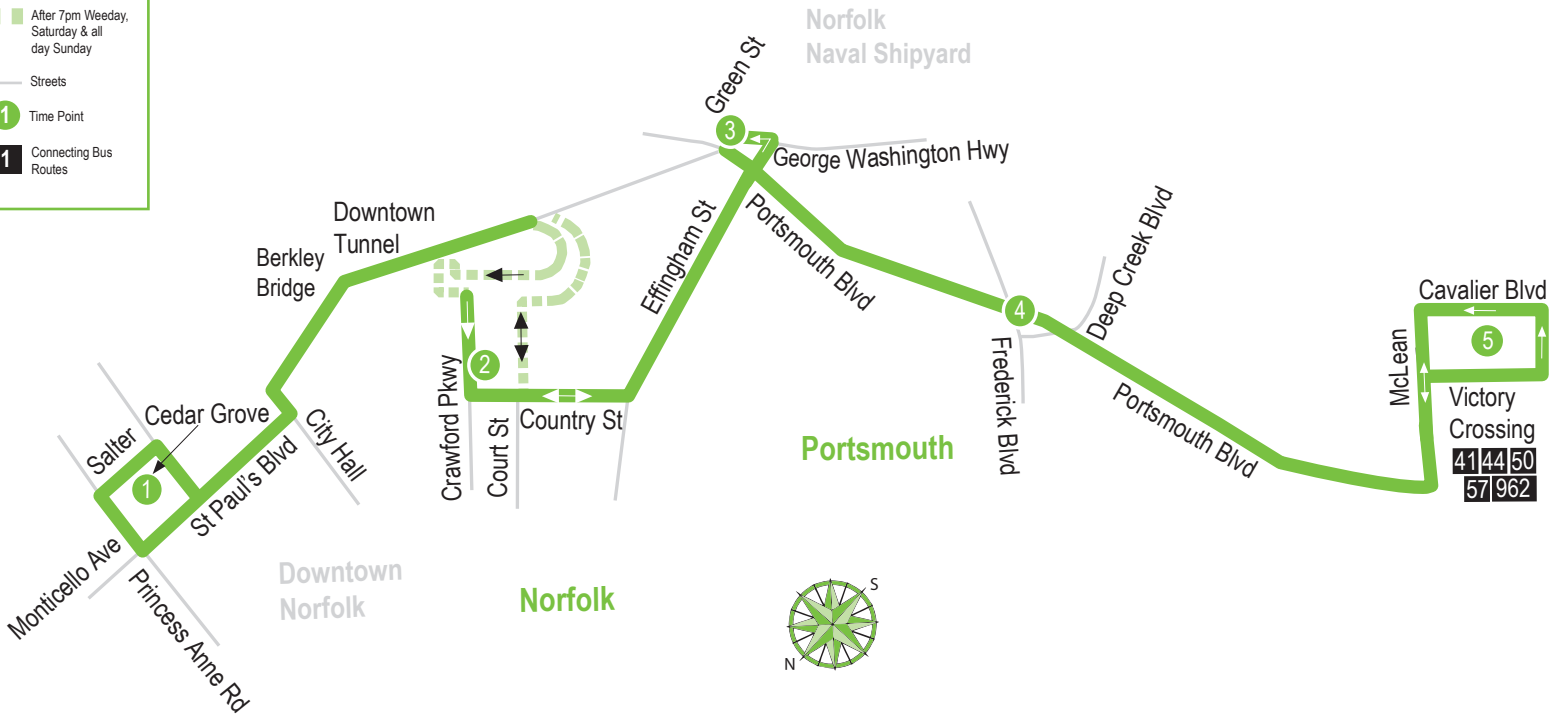 After 7pm Weeday,
Saturday & all
day Sunday
Streets
1 Time Point
1 Connecting Bus
Routes
Norfolk
Naval Shipyard
Green St
3
George Washington Hwy
Downtown
Tunnel
Berkley
Bridge
Effingham St
Portsmouth Blvd
Deep Creek Blvd
4
Frederick Blvd
Cavalier Blvd
5
McLean
Victory
Crossing
41 44 50
57 962
2
Crawford Pkwy
Court St
Country St
Portsmouth Blvd
Portsmouth
Cedar Grove
Salter
1
City Hall
St Paul's Blvd
Monticello Ave
Princess Anne Rd
Downtown
Norfolk
Norfolk
S
N